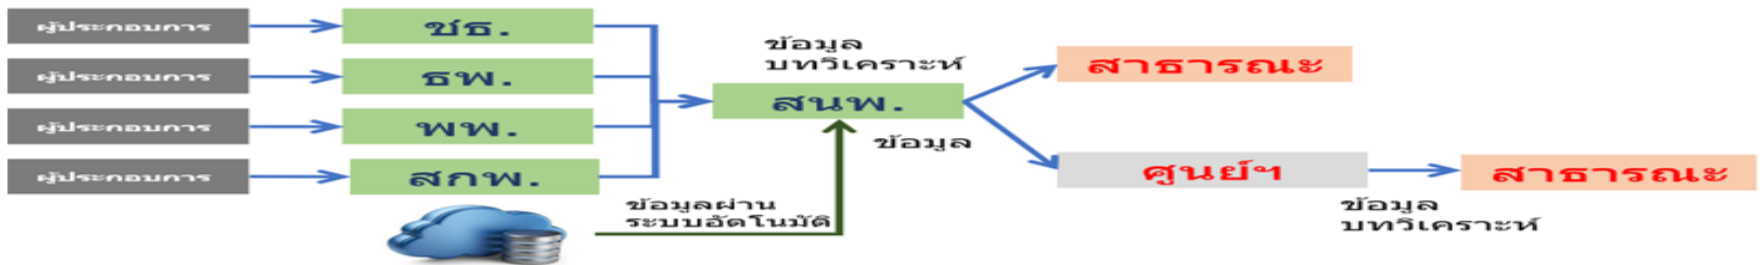 ผู้ประกอบการ
ชธ.
ผู้ประกอบการ
ธพ.
ผู้ประกอบการ
พพ.
ผู้ประกอบการ
สกพ.
ข้อมูลผ่าน
ระบบอัตโนมัติ
ข้อมูล
บทวิเคราะห์
สนพ.
ข้อมูล
สาธารณะ
ศูนย์ฯ
ข้อมูล
บทวิเคราะห์
สาธารณะ